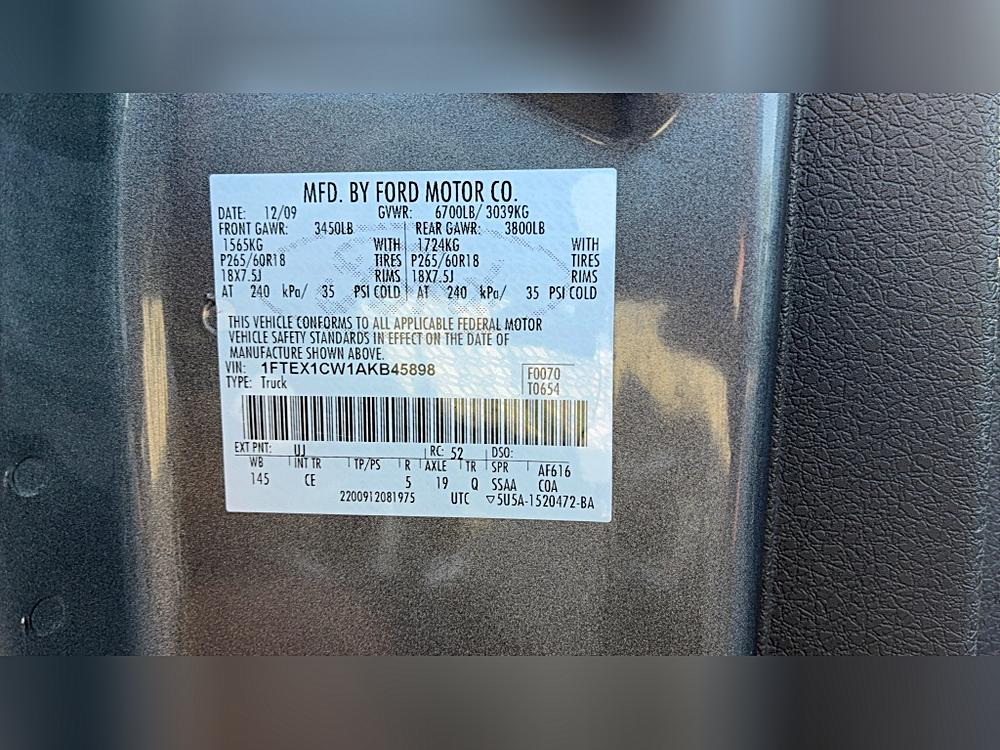 MFD. BY FORD MOTOR CO.
DATE: 12/09 GVWR: 6700LB/ 3039KG
FRONT GAWR: 3450LB REAR GAWR: 3800LB
1565KG WITH 1724KG WITH
P265/60R18 TIRES P265/60R18 TIRES
18X7.5J RIMS 18X7.5J RIMS
AT 240 kPa/ 35 PSI COLD AT 240 kPa/ 35 PSI COLD
THIS VEHICLE CONFORMS TO ALL APPLICABLE FEDERAL MOTOR
VEHICLE SAFETY STANDARDS IN EFFECT ON THE DATE OF
MANUFACTURE SHOWN ABOVE.
VIN: 1FTEX1CW1AKB45898 F0070
TYPE: Truck T0654
EXT PNT: UJ RC: 52 DSO:
WB INT TR TP/PS R AXLE TR SPR AF616
145 CE 5 19 Q SSAA COA
2200912081975 UTC ▽5U5A-1520472-BA